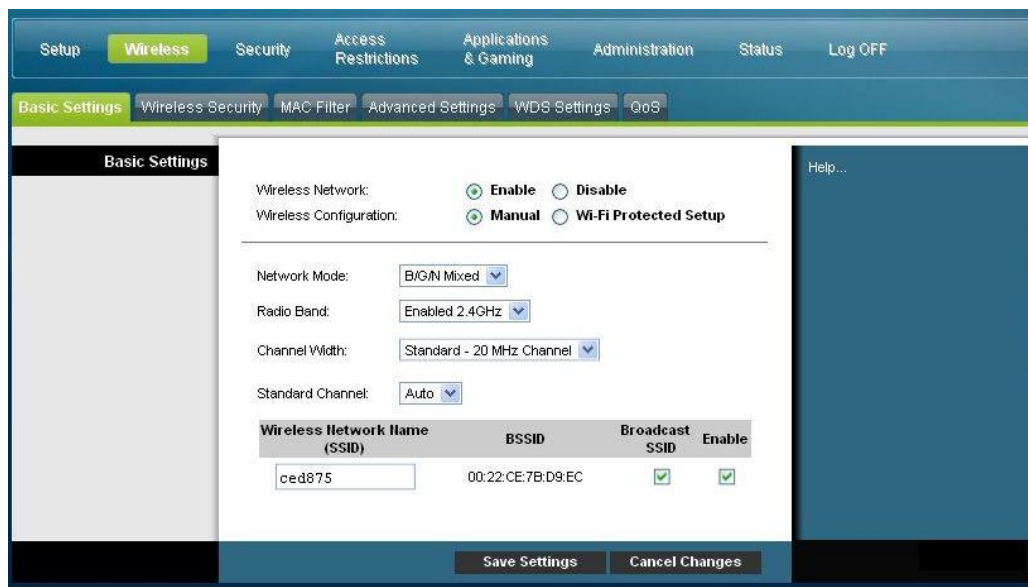 Setup Wireless Security Access Restrictions Applications & Gaming Administration Status Log OFF
Basic Settings Wireless Security MAC Filter Advanced Settings WDS Settings QoS
Basic Settings
Help...
Wireless Network: Enable Disable
Wireless Configuration: Manual Wi-Fi Protected Setup
Network Mode: B/G/N Mixed
Radio Band: Enabled 2.4GHz
Channel Width: Standard - 20 MHz Channel
Standard Channel: Auto
Wireless Network Name (SSID) BSSID Broadcast SSID Enable
ced875 00:22:CE:7B:D9:EC
Save Settings Cancel Changes